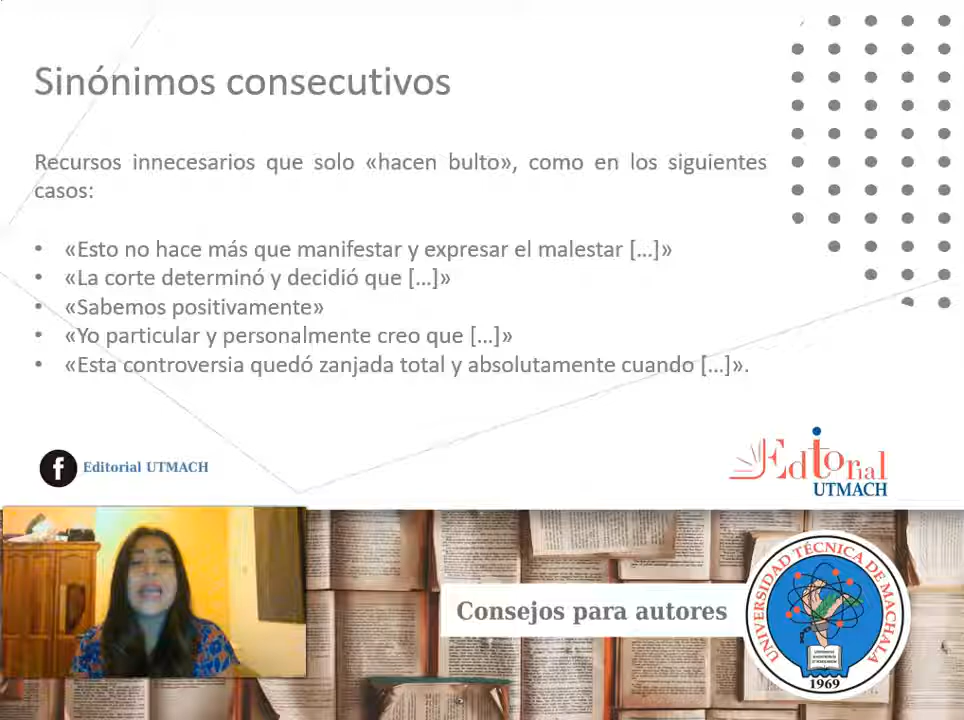 Sinónimos consecutivos
Recursos innecesarios que solo «hacen bulto», como en los siguientes
casos:
• «Esto no hace más que manifestar y expresar el malestar [...]»
• «La corte determinó y decidió que [...]»
• «Sabemos positivamente»
• «Yo particular y personalmente creo que [...]»
• «Esta controversia quedó zanjada total y absolutamente cuando [...]».
f Editorial UTMACH
Editorial
UTMACH
Consejos para autores
UNIVERSIDAD TÉCNICA DE MACHALA
1969